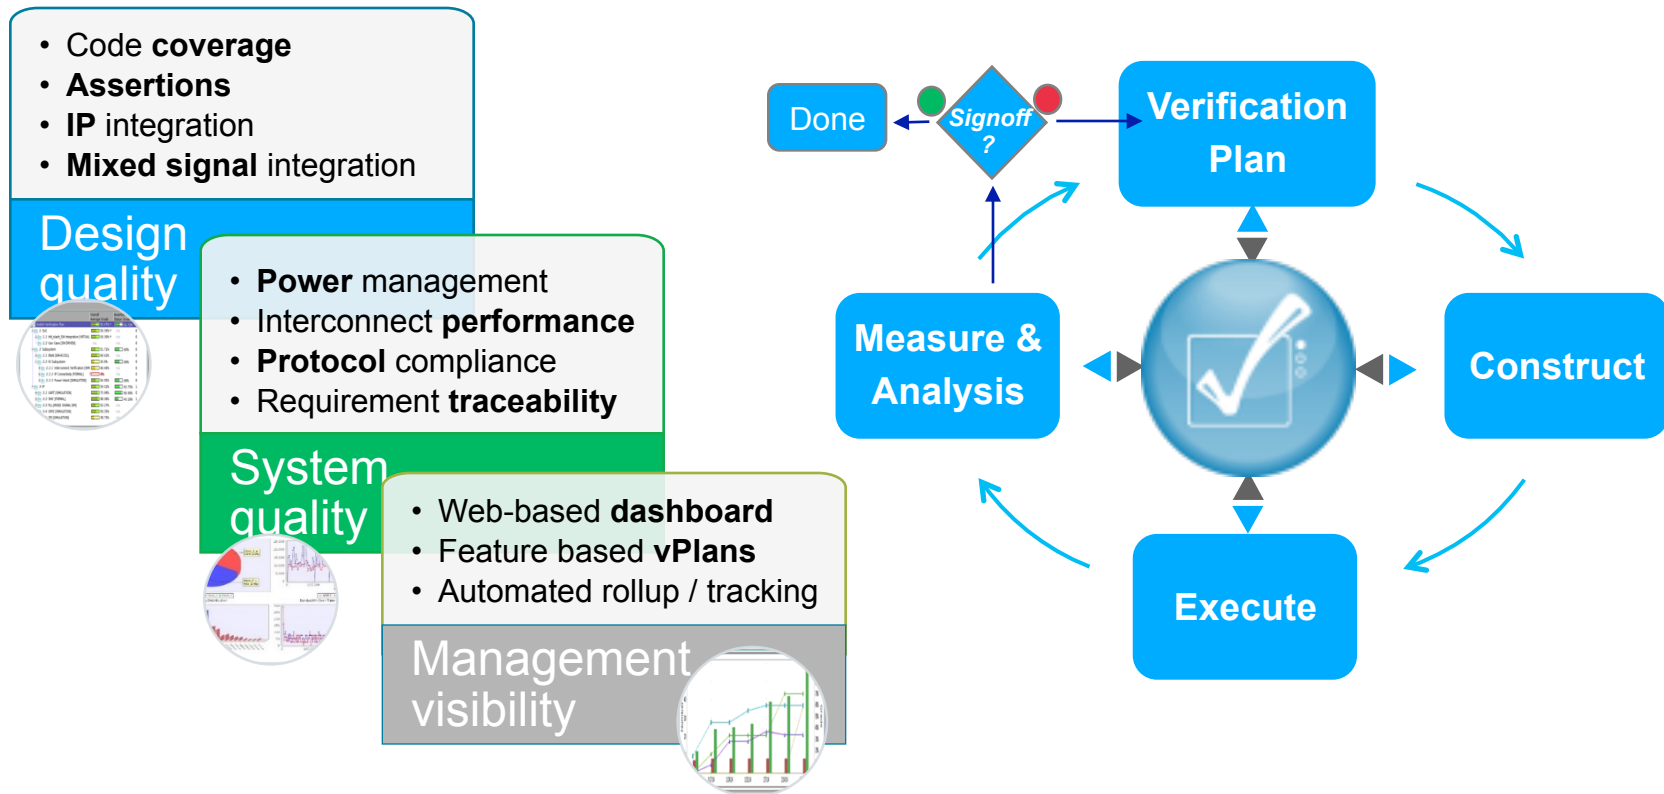 • Code coverage
• Assertions
• IP integration
• Mixed signal integration
Design
quality
• Power management
• Interconnect performance
• Protocol compliance
• Requirement traceability
System
quality
• Web-based dashboard
• Feature based vPlans
• Automated rollup / tracking
Management
visibility
Done
Signoff
?
Verification
Plan
Measure &
Analysis
Construct
Execute